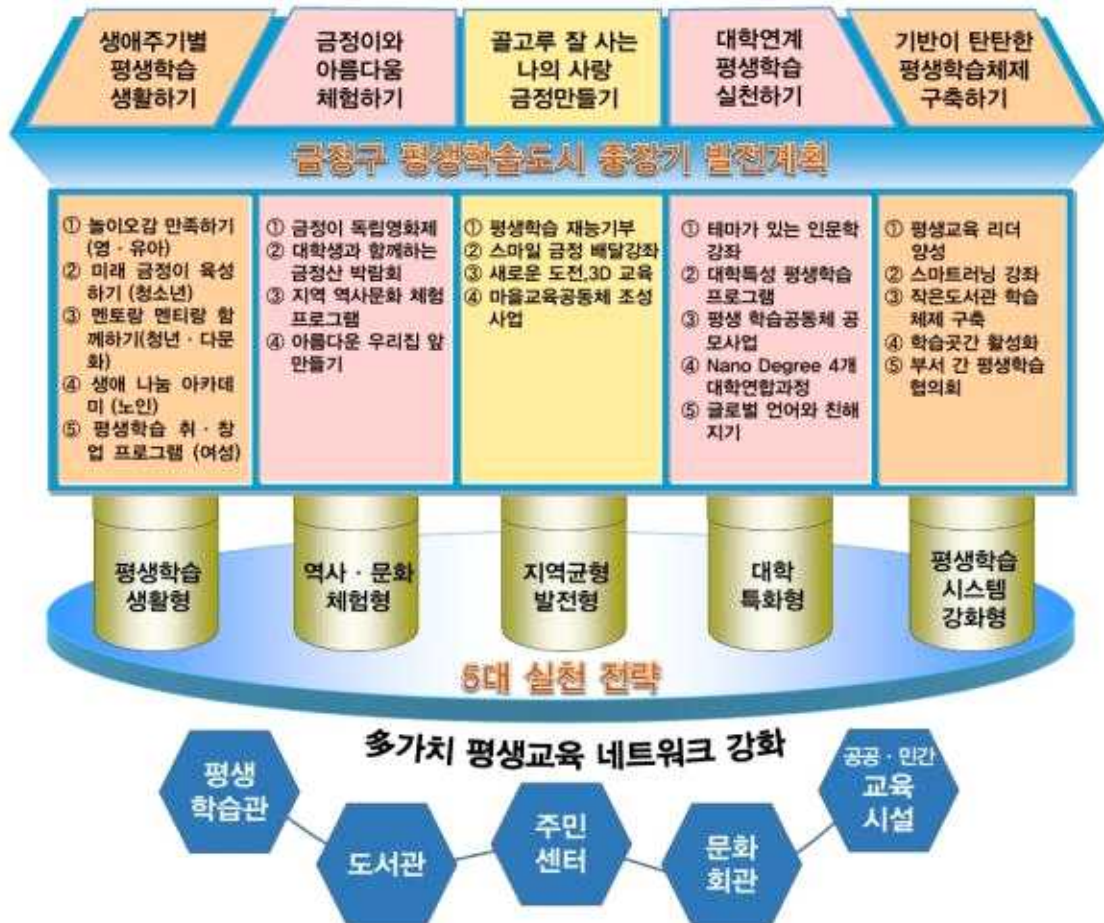 생애주기별
평생학습
생활하기
금정이와
아름다움
체험하기
골고루 잘 사는
나의 사랑
금정만들기
대학연계
평생학습
실천하기
기반이 탄탄한
평생학습체제
구축하기
금정구 평생학습도시 중장기 발전계획
① 놀이오감 만족하기
(영 · 유아)
② 미래 금정이 육성
하기 (청소년)
③ 멘토랑 멘티랑 함
께하기(청년 · 다문
화)
④ 생애 나눔 아카데
미 (노인)
⑤ 평생학습 취 · 창
업 프로그램 (여성)
① 금정이 독립영화제
② 대학생과 함께하는
금정산 박람회
③ 지역 역사문화 체험
프로그램
④ 아름다운 우리집 앞
만들기
① 평생학습 재능기부
② 스마일 금정 배달강좌
③ 새로운 도전,3D 교육
④ 마을교육공동체 조성
사업
① 테마가 있는 인문학
강좌
② 대학특성 평생학습
프로그램
③ 평생 학습공동체 공
모사업
④ Nano Degree 4개
대학연합과정
⑤ 글로벌 언어와 친해
지기
① 평생교육 리더
양성
② 스마트러닝 강좌
③ 작은도서관 학습
체제 구축
④ 학습곳간 활성화
⑤ 부서 간 평생학습
협의회
평생학습
생활형
역사 · 문화
체험형
지역균형
발전형
대학
특화형
평생학습
시스템
강화형
5대 실천 전략
多가치 평생교육 네트워크 강화
평생
학습관
도서관
주민
센터
문화
회관
공공 · 민간
교육
시설